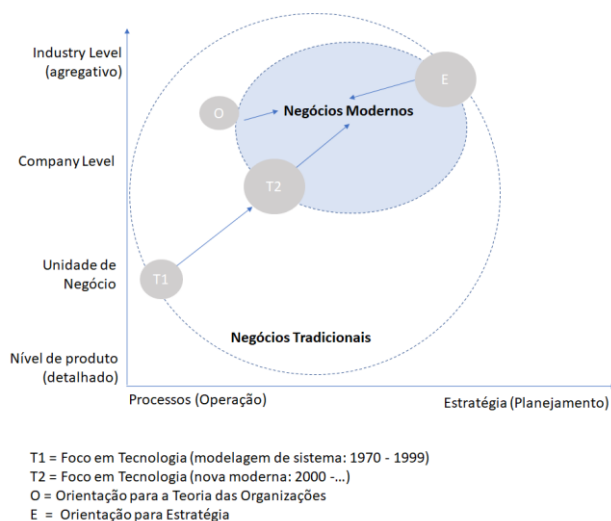 Industry Level
(agregativo)
E
O
Negócios Modernos
Company Level
T2
Unidade de
Negócio
T1
Negócios Tradicionais
Nível de produto
(detalhado)
Processos (Operação)
Estratégia (Planejamento)
T1 = Foco em Tecnologia (modelagem de sistema: 1970 - 1999)
T2 = Foco em Tecnologia (nova moderna: 2000 -...)
O = Orientação para a Teoria das Organizações
E = Orientação para Estratégia